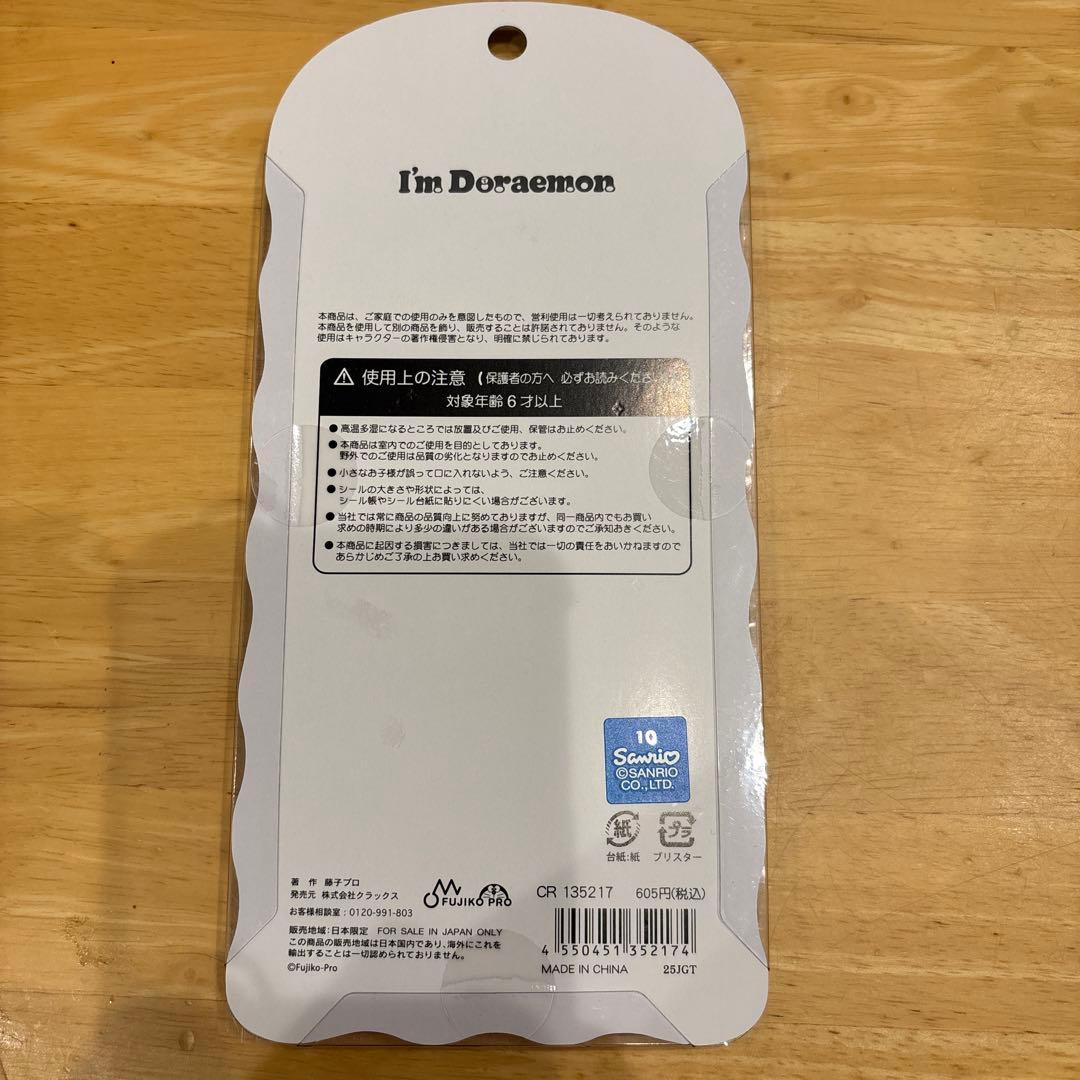 I'm Doraemon
本商品は、ご家庭での使用のみを意図したもので、営利使用は一切考えられておりません。
本商品を使用して別の商品を飾り、販売することは許諾されておりません。そのような
使用はキャラクターの著作権侵害となり、明確に禁じられております。
⚠ 使用上の注意 (保護者の方へ 必ずお読みください
対象年齢6才以上
●高温多湿になるところでは放置及びご使用、保管はお止めください。
●本商品は室内でのご使用を目的としております。
野外でのご使用は品質の劣化となりますのでお止めください。
●小さなお子様が誤って口に入れないよう、ご注意ください。
●シールの大きさや形状によっては、
シール帳やシール台紙に貼りにくい場合がございます。
●当社では常に商品の品質向上に努めておりますが、同一商品内でもお買い
求めの時期により多少の違いがある場合がございますのでご承知おきください。
●本商品に起因する損害につきましては、当社では一切の責任をおいかねますので
あらかじめご了承の上お買い求めください。
10
Sanrio
©SANRIO
CO.,LTD.
紙 プラ
台紙:紙 ブリスター
著 作 藤子プロ
発売元 株式会社クラックス
お客様相談室:0120-991-803
FUJIKO PRO
CR 135217 605円(税込)
販売地域:日本限定 FOR SALE IN JAPAN ONLY
この商品の販売地域は日本国内であり、海外にこれを
輸出することは一切認められておりません。
©Fujiko-Pro
4 550451 352174
MADE IN CHINA 25JGT